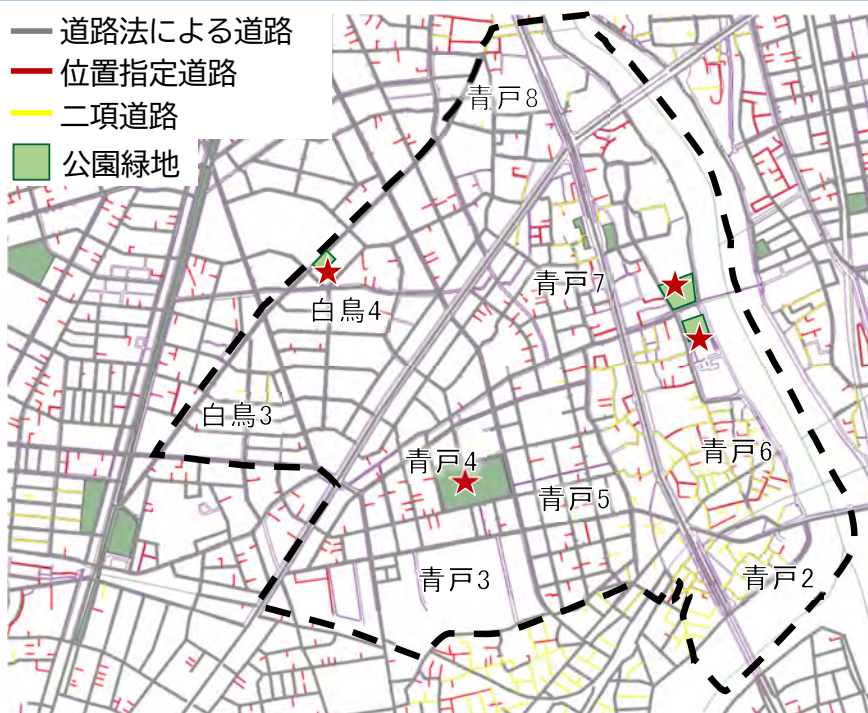 道路法による道路
位置指定道路
二項道路
公園緑地
青戸8
青戸7
白鳥4
白鳥3
青戸4
青戸6
青戸5
青戸3
青戸2